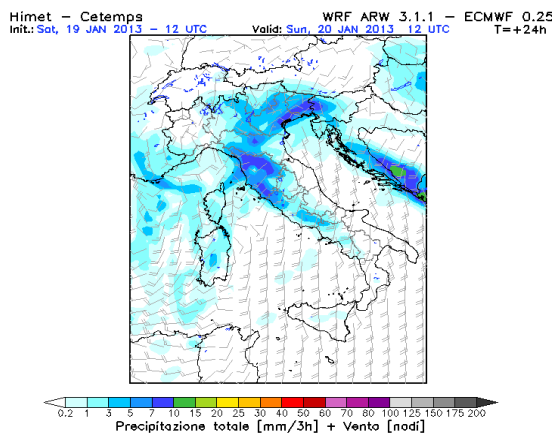 Himet – Cetemps WRF ARW 3.1.1 – ECMWF 0.25
Init.: Sat, 19 JAN 2013 – 12 UTC Valid: Sun, 20 JAN 2013 12 UTC T=+24h
0.2 1 3 5 7 10 15 20 25 30 40 50 60 70 80 100 125 150 175 200
Precipitazione totale [mm/3h] + Vento [nodi]